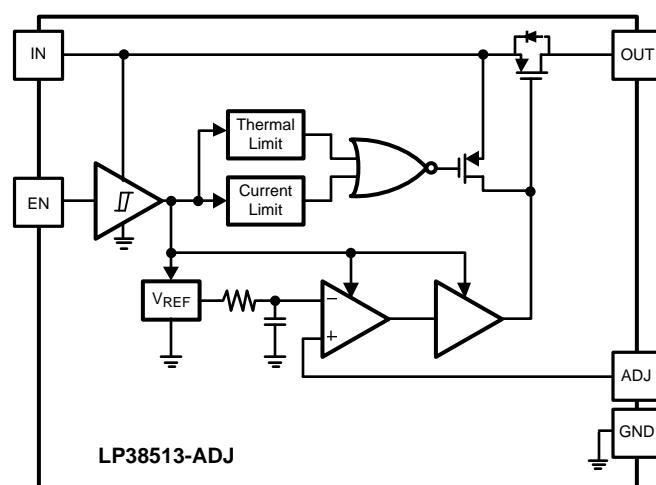 IN
OUT
Thermal
Limit
EN
Current
Limit
VREF
−
+
ADJ
GND
LP38513-ADJ